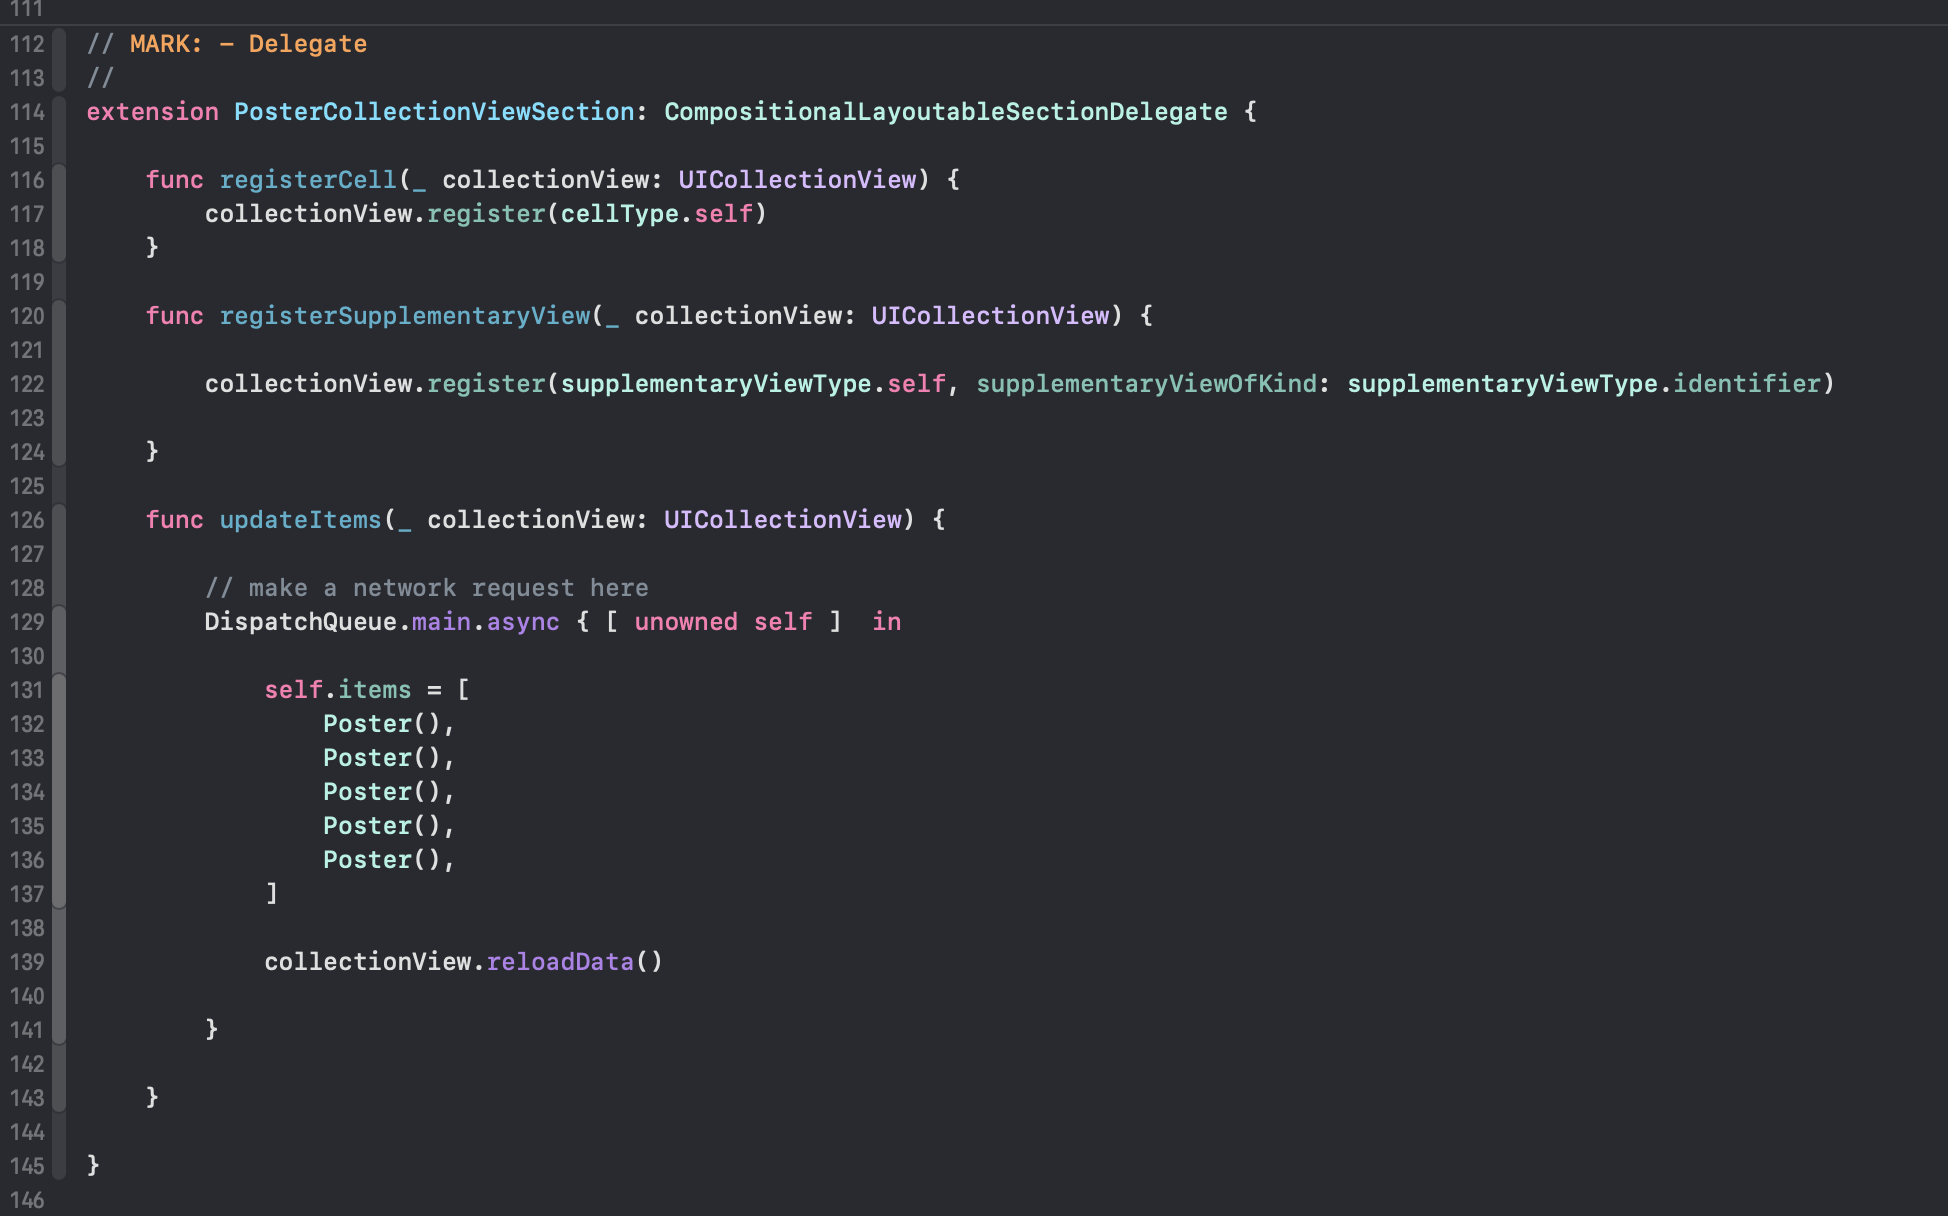 111
112 // MARK: - Delegate
113 //
114 extension PosterCollectionViewSection: CompositionalLayoutableSectionDelegate {
115
116     func registerCell(_ collectionView: UICollectionView) {
117         collectionView.register(cellType.self)
118     }
119
120     func registerSupplementaryView(_ collectionView: UICollectionView) {
121
122         collectionView.register(supplementaryViewType.self, supplementaryViewOfKind: supplementaryViewType.identifier)
123
124     }
125
126     func updateItems(_ collectionView: UICollectionView) {
127
128         // make a network request here
129         DispatchQueue.main.async { [ unowned self ]  in
130
131             self.items = [
132                 Poster(),
133                 Poster(),
134                 Poster(),
135                 Poster(),
136                 Poster(),
137             ]
138
139             collectionView.reloadData()
140
141         }
142
143     }
144
145 }
146